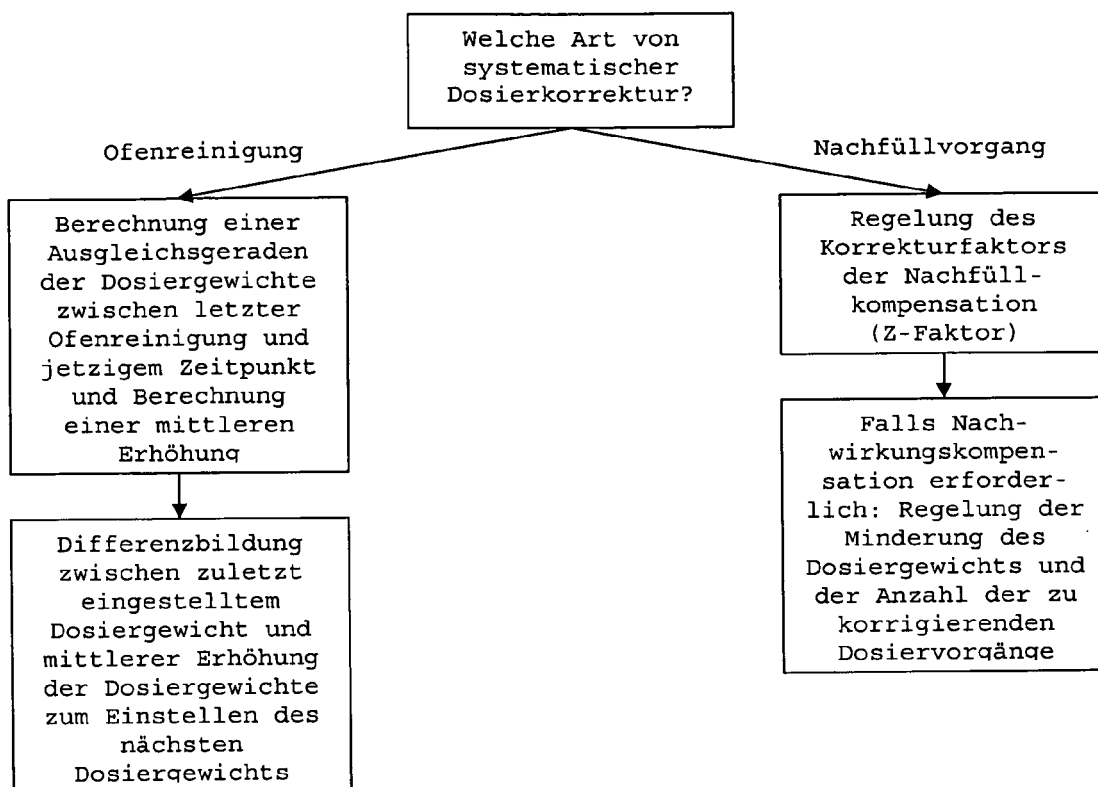 Welche Art von
systematischer
Dosierkorrektur?
Ofenreinigung
Nachfüllvorgang
Berechnung einer
Ausgleichsgeraden
der Dosiergewichte
zwischen letzter
Ofenreinigung und
jetzigem Zeitpunkt
und Berechnung
einer mittleren
Erhöhung
Differenzbildung
zwischen zuletzt
eingestelltem
Dosiergewicht und
mittlerer Erhöhung
der Dosiergewichte
zum Einstellen des
nächsten
Dosiergewichts
Regelung des
Korrekturfaktors
der Nachfüll-
kompensation
(Z-Faktor)
Falls Nach-
wirkungskompen-
sation erforder-
lich: Regelung der
Minderung des
Dosiergewichts und
der Anzahl der zu
korrigierenden
Dosiervorgänge